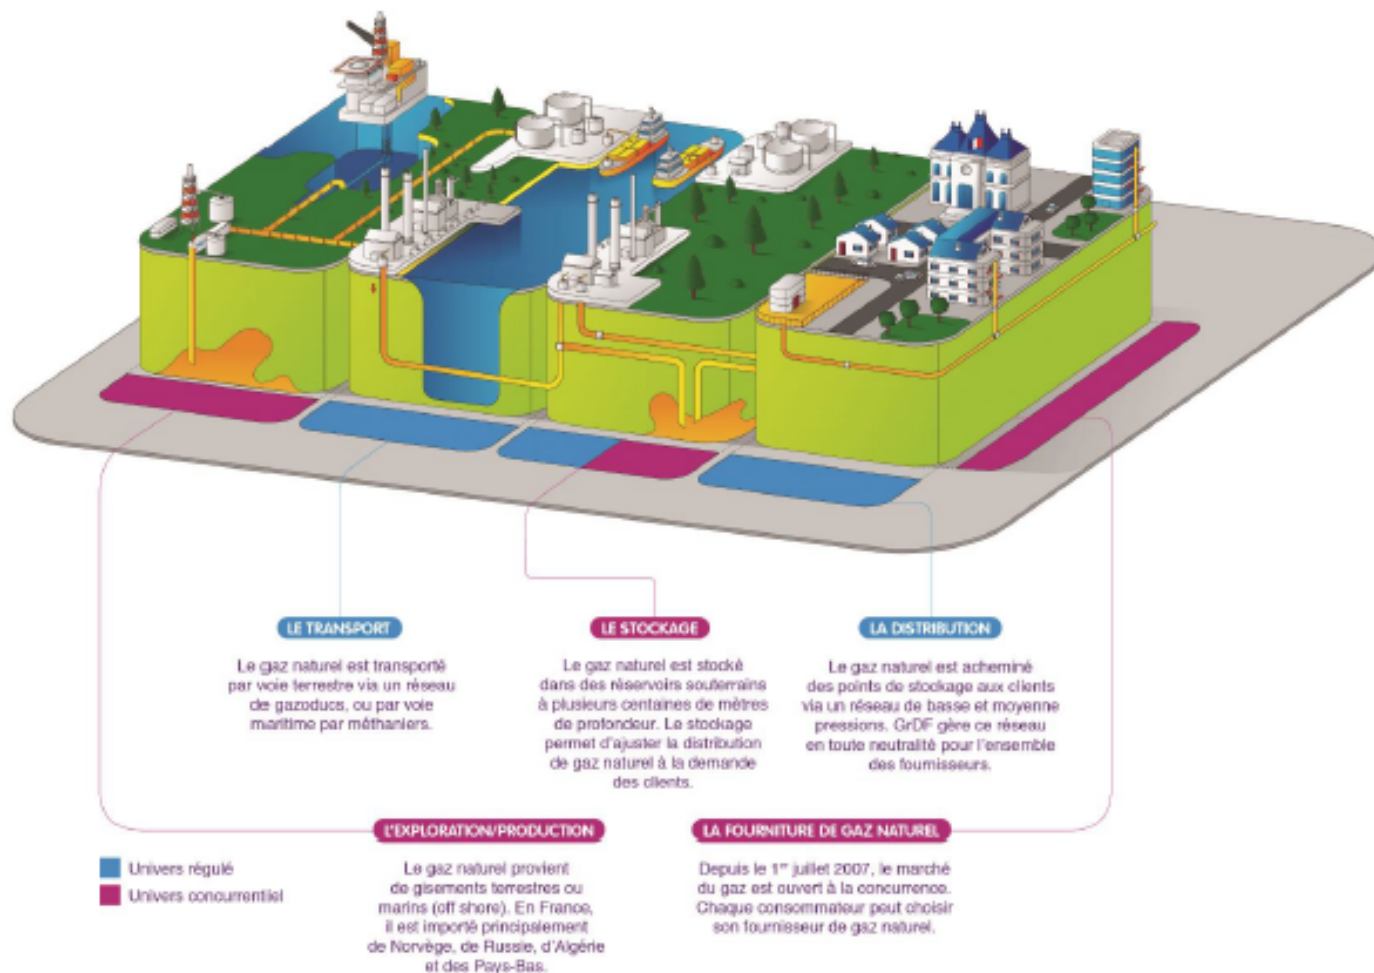 LE TRANSPORT
Le gaz naturel est transporté
par voie terrestre via un réseau
de gazoducs, ou par voie
maritime par méthaniers.
LE STOCKAGE
Le gaz naturel est stocké
dans des réservoirs souterrains
à plusieurs centaines de mètres
de profondeur. Le stockage
permet d'ajuster la distribution
de gaz naturel à la demande
des clients.
LA DISTRIBUTION
Le gaz naturel est acheminé
des points de stockage aux clients
via un réseau de basse et moyenne
pressions. GrDF gère ce réseau
en toute neutralité pour l'ensemble
des fournisseurs.
Univers régulé
Univers concurrentiel
L'EXPLORATION/PRODUCTION
Le gaz naturel provient
de gisements terrestres ou
marins (off shore). En France,
il est importé principalement
de Norvège, de Russie, d'Algérie
et des Pays-Bas.
LA FOURNITURE DE GAZ NATUREL
Depuis le 1er juillet 2007, le marché
du gaz est ouvert à la concurrence.
Chaque consommateur peut choisir
son fournisseur de gaz naturel.